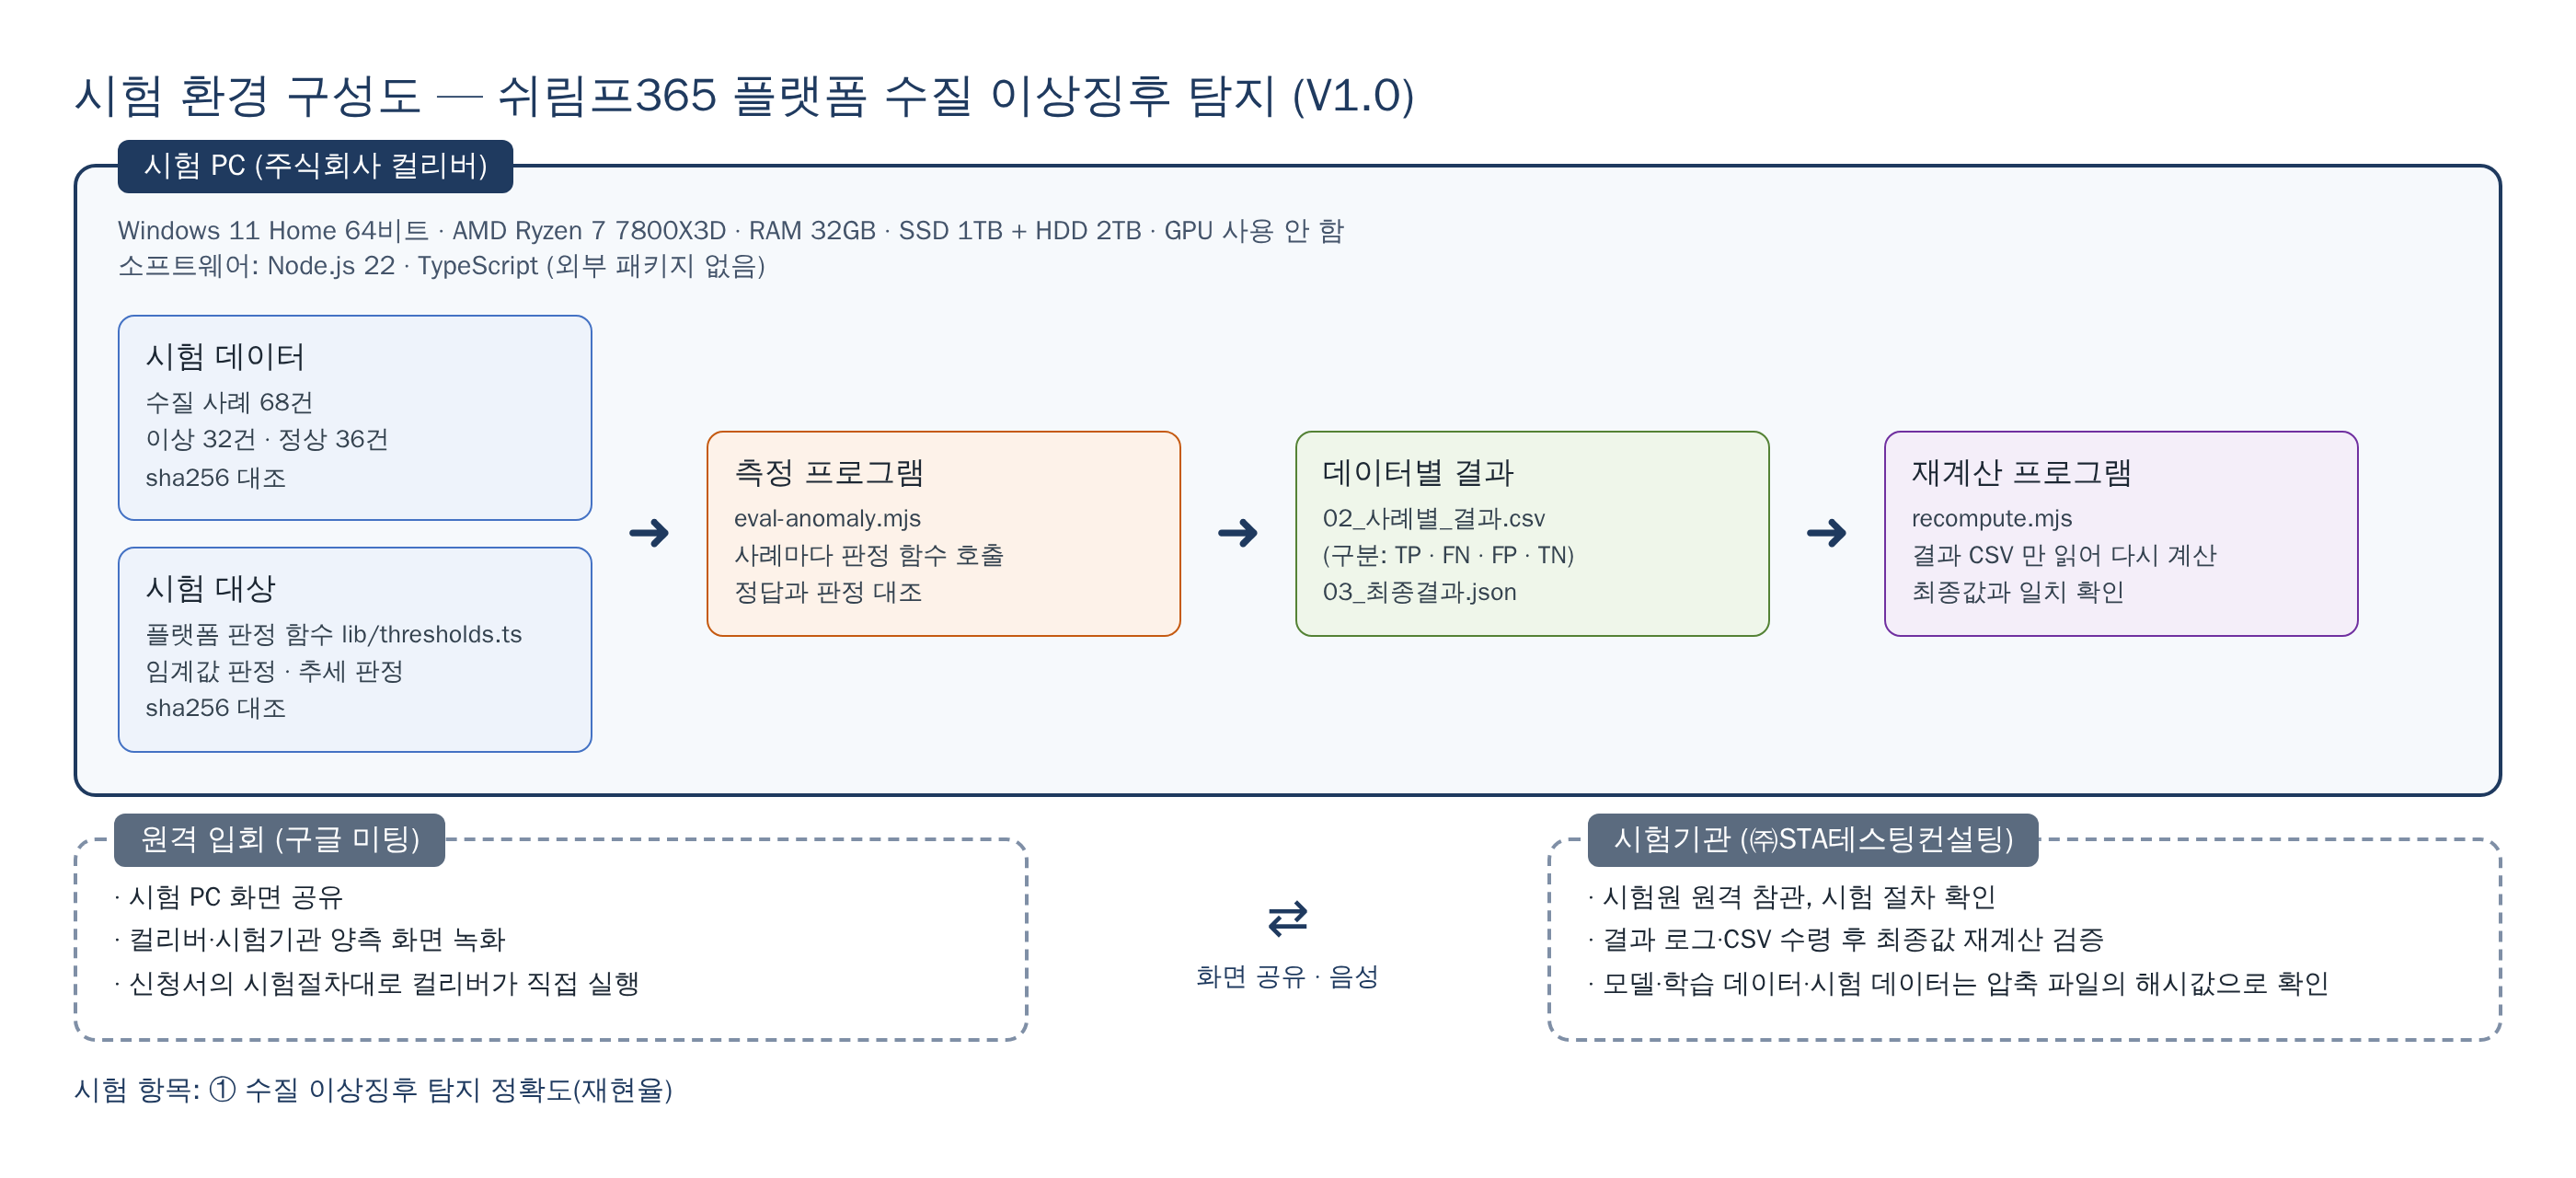 시험 환경 구성도 — 쉬림프365 플랫폼 수질 이상징후 탐지 (V1.0)
시험 PC (주식회사 컬리버)
Windows 11 Home 64비트 · AMD Ryzen 7 7800X3D · RAM 32GB · SSD 1TB + HDD 2TB · GPU 사용 안 함
소프트웨어: Node.js 22 · TypeScript (외부 패키지 없음)
시험 데이터
수질 사례 68건
이상 32건 · 정상 36건
sha256 대조
시험 대상
플랫폼 판정 함수 lib/thresholds.ts
임계값 판정 · 추세 판정
sha256 대조
➜
측정 프로그램
eval-anomaly.mjs
사례마다 판정 함수 호출
정답과 판정 대조
➜
데이터별 결과
02_사례별_결과.csv
(구분: TP · FN · FP · TN)
03_최종결과.json
➜
재계산 프로그램
recompute.mjs
결과 CSV 만 읽어 다시 계산
최종값과 일치 확인
원격 입회 (구글 미팅)
· 시험 PC 화면 공유
· 컬리버·시험기관 양측 화면 녹화
· 신청서의 시험절차대로 컬리버가 직접 실행
⇄
화면 공유 · 음성
시험기관 (㈜STA테스팅컨설팅)
· 시험원 원격 참관, 시험 절차 확인
· 결과 로그·CSV 수령 후 최종값 재계산 검증
· 모델·학습 데이터·시험 데이터는 압축 파일의 해시값으로 확인
시험 항목: ① 수질 이상징후 탐지 정확도(재현율)